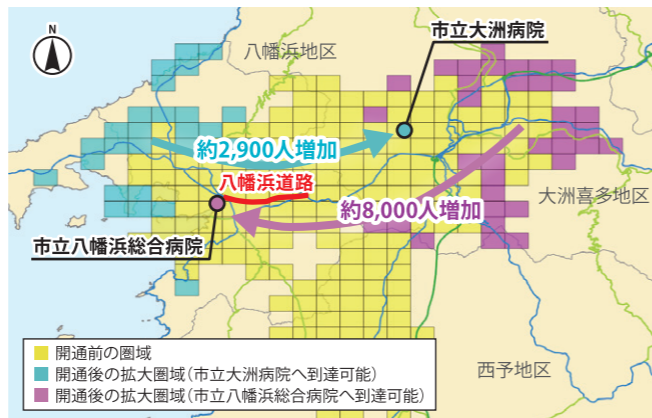 N
八幡浜地区
市立大洲病院
約2,900人増加
八幡浜道路
大洲喜多地区
約8,000人増加
市立八幡浜総合病院
西予地区
開通前の圏域
開通後の拡大圏域(市立大洲病院へ到達可能)
開通後の拡大圏域(市立八幡浜総合病院へ到達可能)